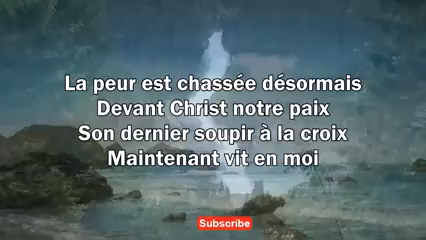 La peur est chassée désormais
Devant Christ notre paix
Son dernier soupir à la croix
Maintenant vit en moi
Subscribe